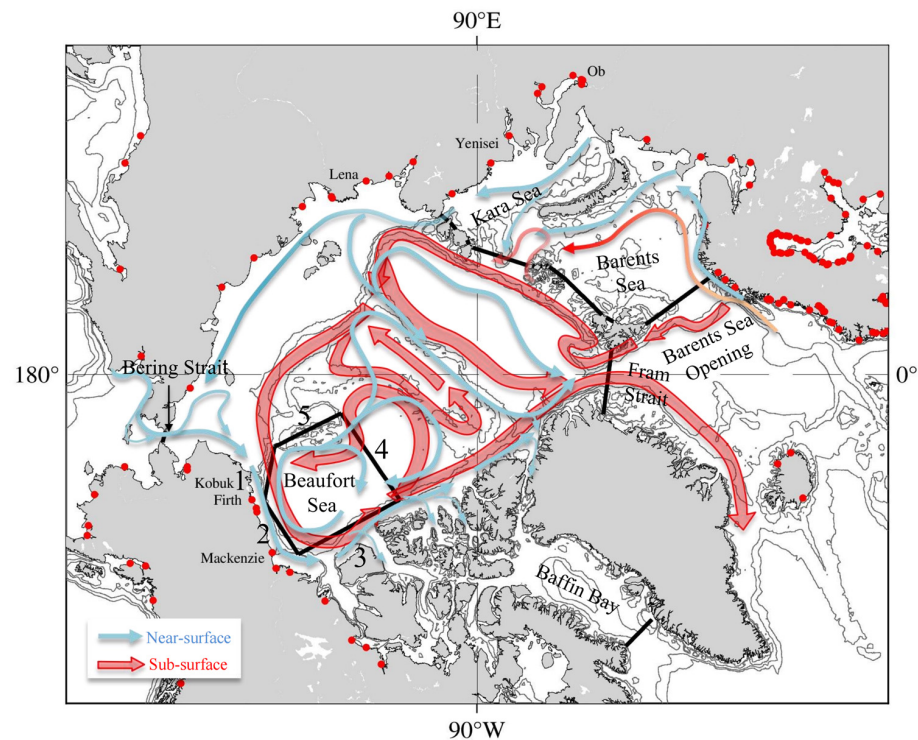 90°E
Ob
Yenisei
Lena
Kara Sea
Barents
Sea
Barents Sea
Opening
Bering Strait
180°
0°
Fram
Strait
5
4
1
Kobuk
Firth
Beaufort
Sea
2
Mackenzie
3
Baffin Bay
Near-surface
Sub-surface
90°W